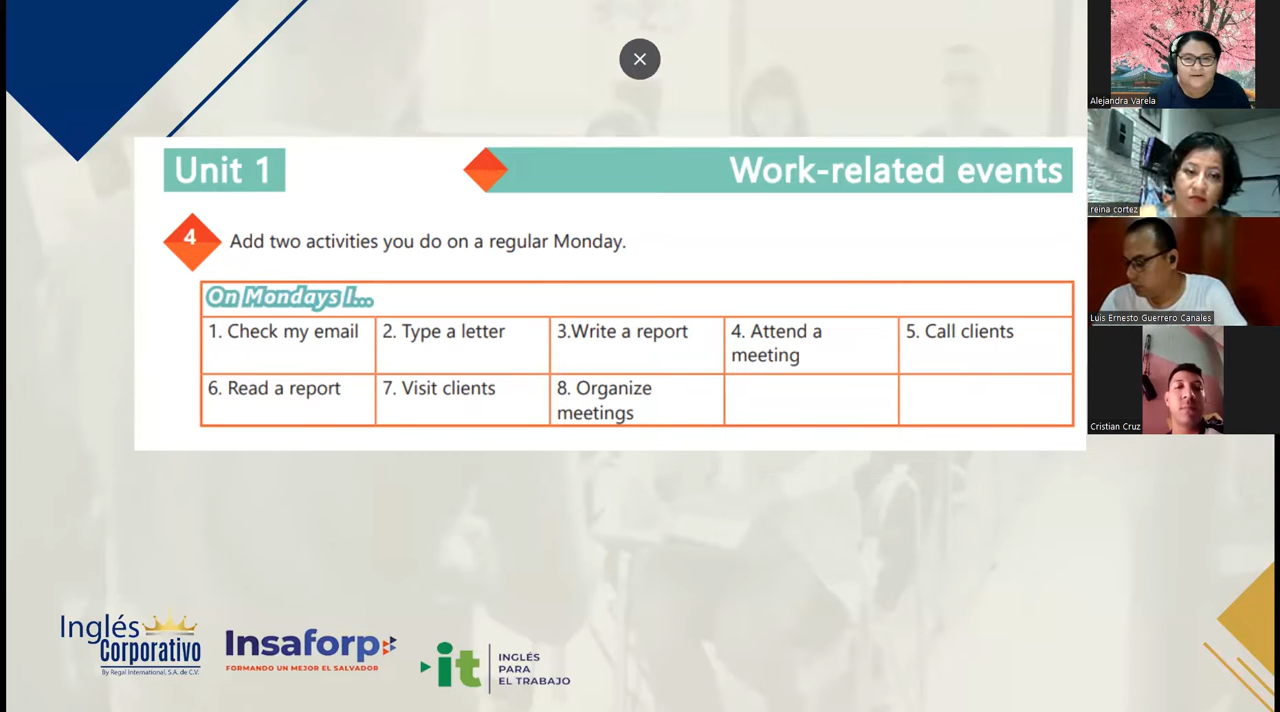 Unit 1
Work-related events
4 Add two activities you do on a regular Monday.
On Mondays I...
1. Check my email
2. Type a letter
3.Write a report
4. Attend a
meeting
5. Call clients
6. Read a report
7. Visit clients
8. Organize
meetings
Inglés
Corporativo
By Regal International, S.A. de C.V.
Insaforp
FORMANDO UN MEJOR EL SALVADOR
it
INGLÉS
PARA
EL TRABAJO
Alejandra Varela
reina cortez
Luis Ernesto Guerrero Canales
Cristian Cruz